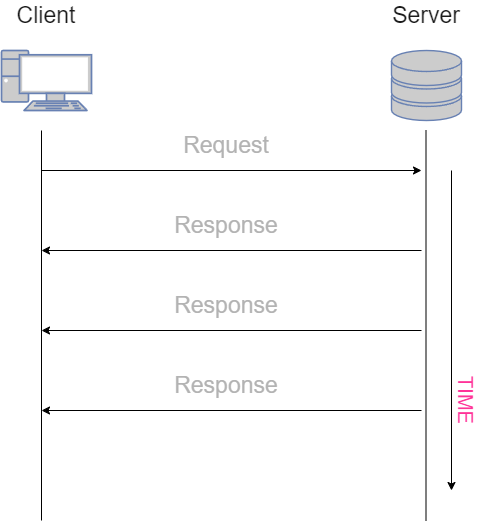 Client
Server
Request
Response
Response
Response
TIME